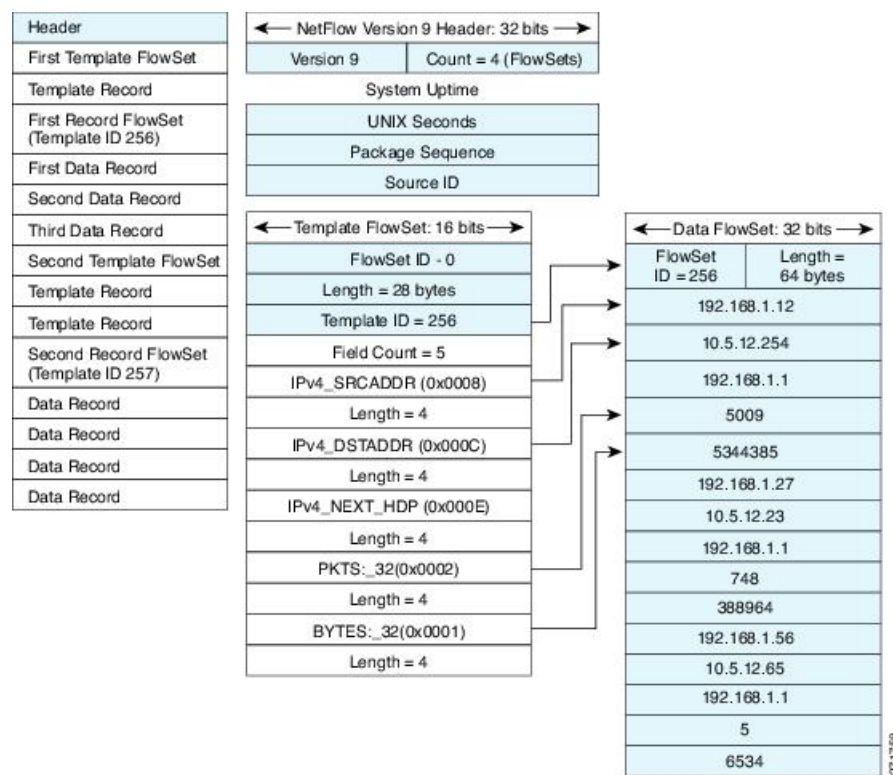 Header
First Template FlowSet
Template Record
First Record FlowSet
(Template ID 256)
First Data Record
Second Data Record
Third Data Record
Second Template FlowSet
Template Record
Template Record
Second Record FlowSet
(Template ID 257)
Data Record
Data Record
Data Record
Data Record
NetFlow Version 9 Header: 32 bits
Version 9
Count = 4 (FlowSets)
System Uptime
UNIX Seconds
Package Sequence
Source ID
Template FlowSet: 16 bits
FlowSet ID - 0
Length = 28 bytes
Template ID = 256
Field Count = 5
IPv4_SRCADDR (0x0008)
Length = 4
IPv4_DSTADDR (0x000C)
Length = 4
IPv4_NEXT_HDP (0x000E)
Length = 4
PKTS:_32(0x0002)
Length = 4
BYTES:_32(0x0001)
Length = 4
Data FlowSet: 32 bits
FlowSet
ID = 256
Length =
64 bytes
192.168.1.12
10.5.12.254
192.168.1.1
5009
5344385
192.168.1.27
10.5.12.23
192.168.1.1
748
388964
192.168.1.56
10.5.12.65
192.168.1.1
5
6534